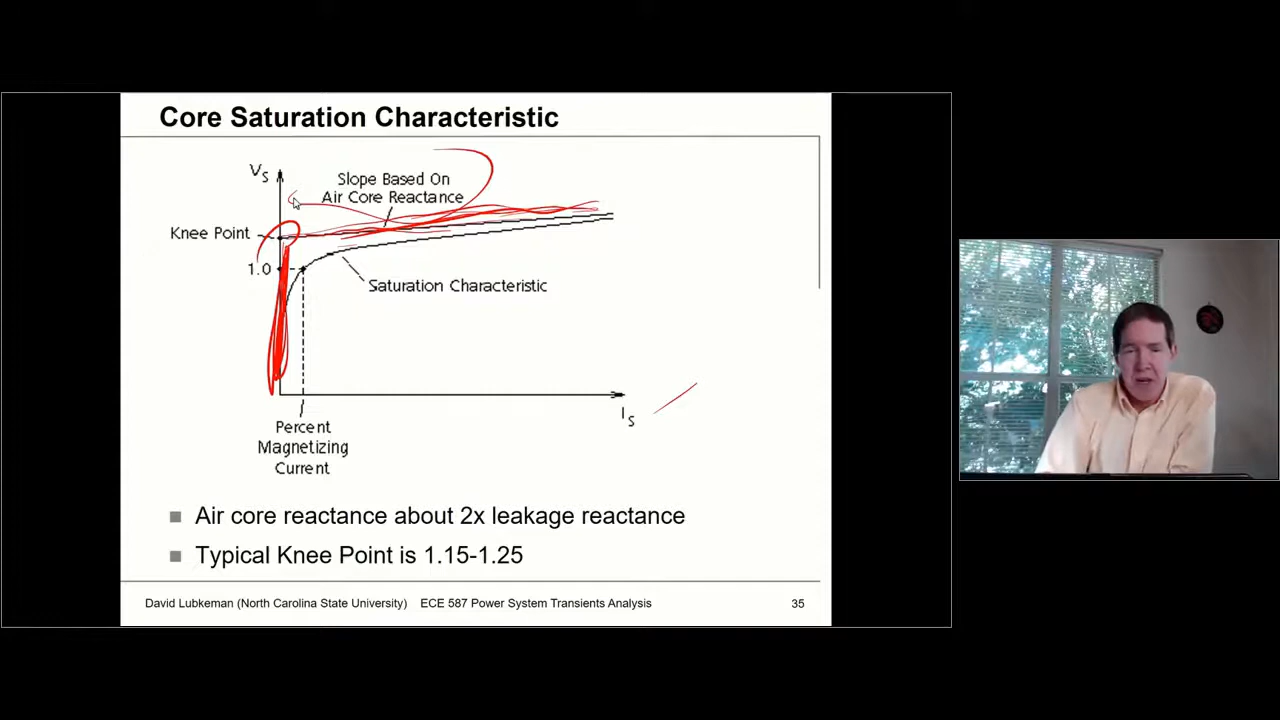 Core Saturation Characteristic
Vs
Slope Based On
Air Core Reactance
Knee Point
1.0
Saturation Characteristic
Is
Percent
Magnetizing
Current
Air core reactance about 2x leakage reactance
Typical Knee Point is 1.15-1.25
David Lubkeman (North Carolina State University) ECE 587 Power System Transients Analysis 35